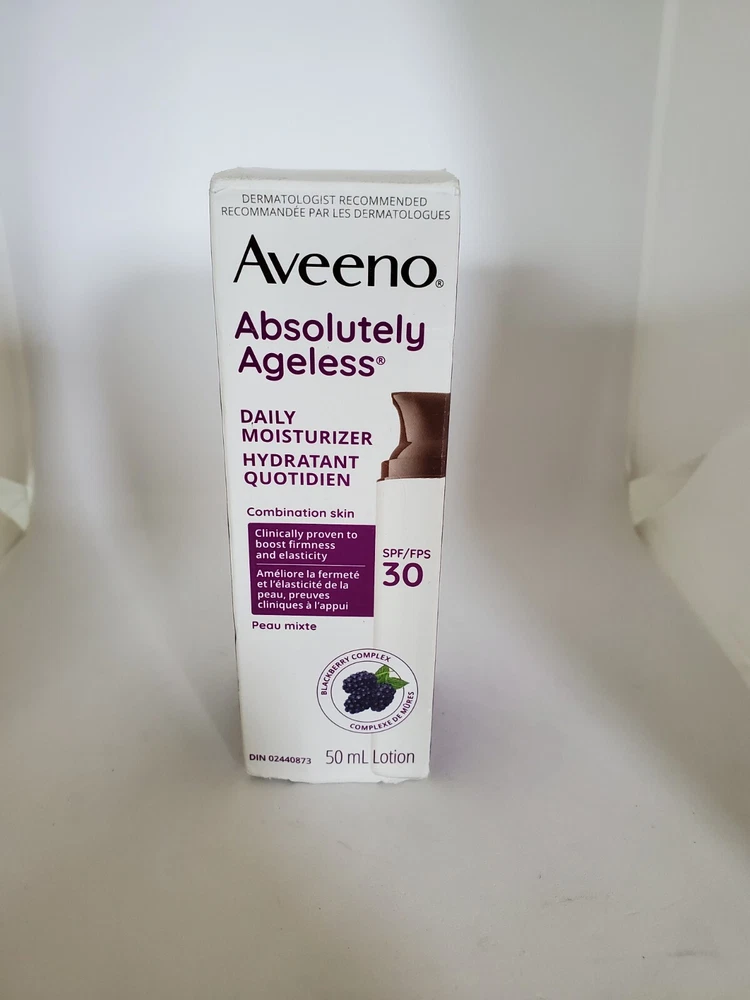 DERMATOLOGIST RECOMMENDED
RECOMMANDÉE PAR LES DERMATOLOGUES
Aveeno®
Absolutely
Ageless®
DAILY
MOISTURIZER
HYDRATANT
QUOTIDIEN
Combination skin
Clinically proven to
boost firmness
and elasticity
Améliore la fermeté
et l'élasticité de la
peau, preuves
cliniques à l'appui
Peau mixte
SPF/FPS
30
BLACKBERRY COMPLEX
COMPLEXE DE MÛRES
DIN 02440873
50 mL Lotion